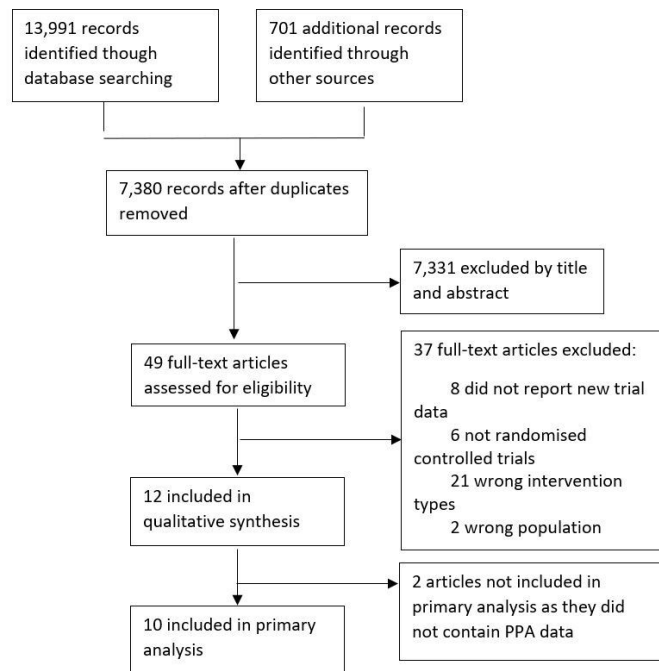 13,991 records
identified though
database searching
701 additional records
identified through
other sources
7,380 records after duplicates
removed
7,331 excluded by title
and abstract
49 full-text articles
assessed for eligibility
37 full-text articles excluded:
8 did not report new trial
data
6 not randomised
controlled trials
21 wrong intervention
types
2 wrong population
12 included in
qualitative synthesis
2 articles not included in
primary analysis as they did
not contain PPA data
10 included in primary
analysis